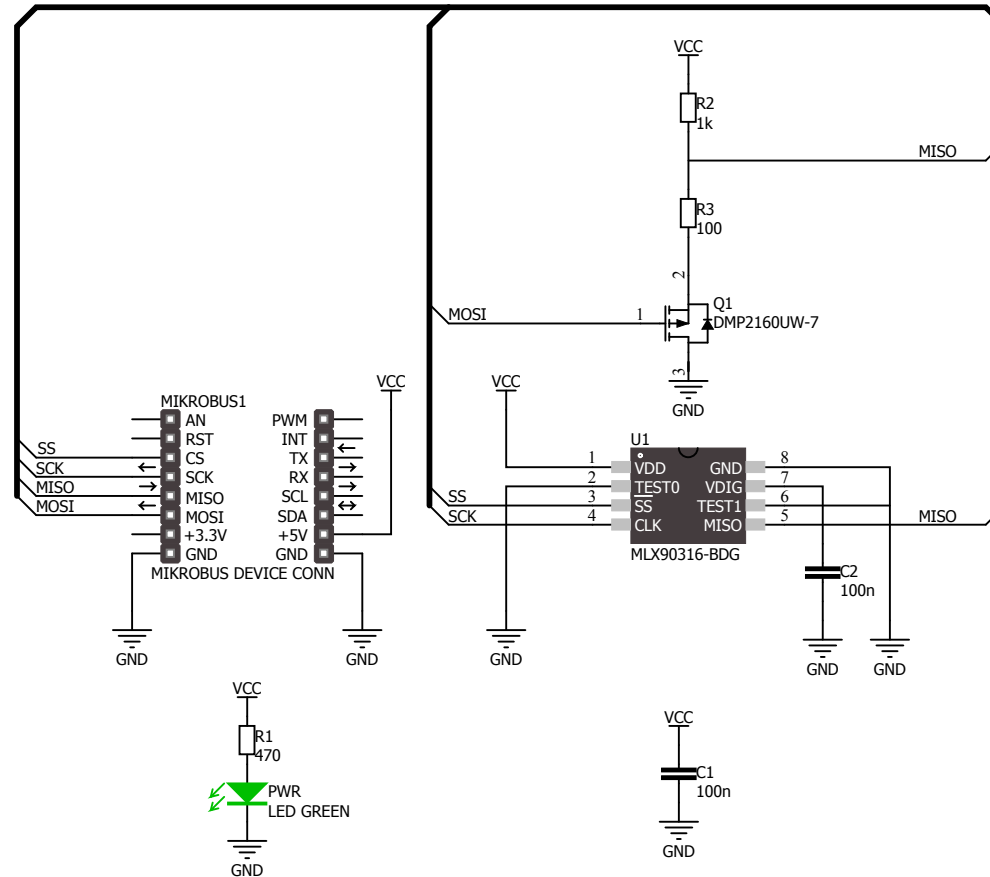 VCC
R2
1k
MISO
R3
100
2
MOSI
1
Q1
DMP2160UW-7
3
GND
VCC
MIKROBUS1
AN
RST
CS
SCK
MISO
MOSI
+3.3V
GND
PWM
INT
TX
RX
SCL
SDA
+5V
GND
MIKROBUS DEVICE CONN
SS
SCK
MISO
MOSI
GND
GND
VCC
U1
1 VDD GND 8
2 TEST0 VDIG 7
SS 3 SS TEST1 6
SCK 4 CLK MISO 5 MISO
MLX90316-BDG
C2
100n
GND
GND
GND
VCC
R1
470
PWR
LED GREEN
GND
VCC
C1
100n
GND